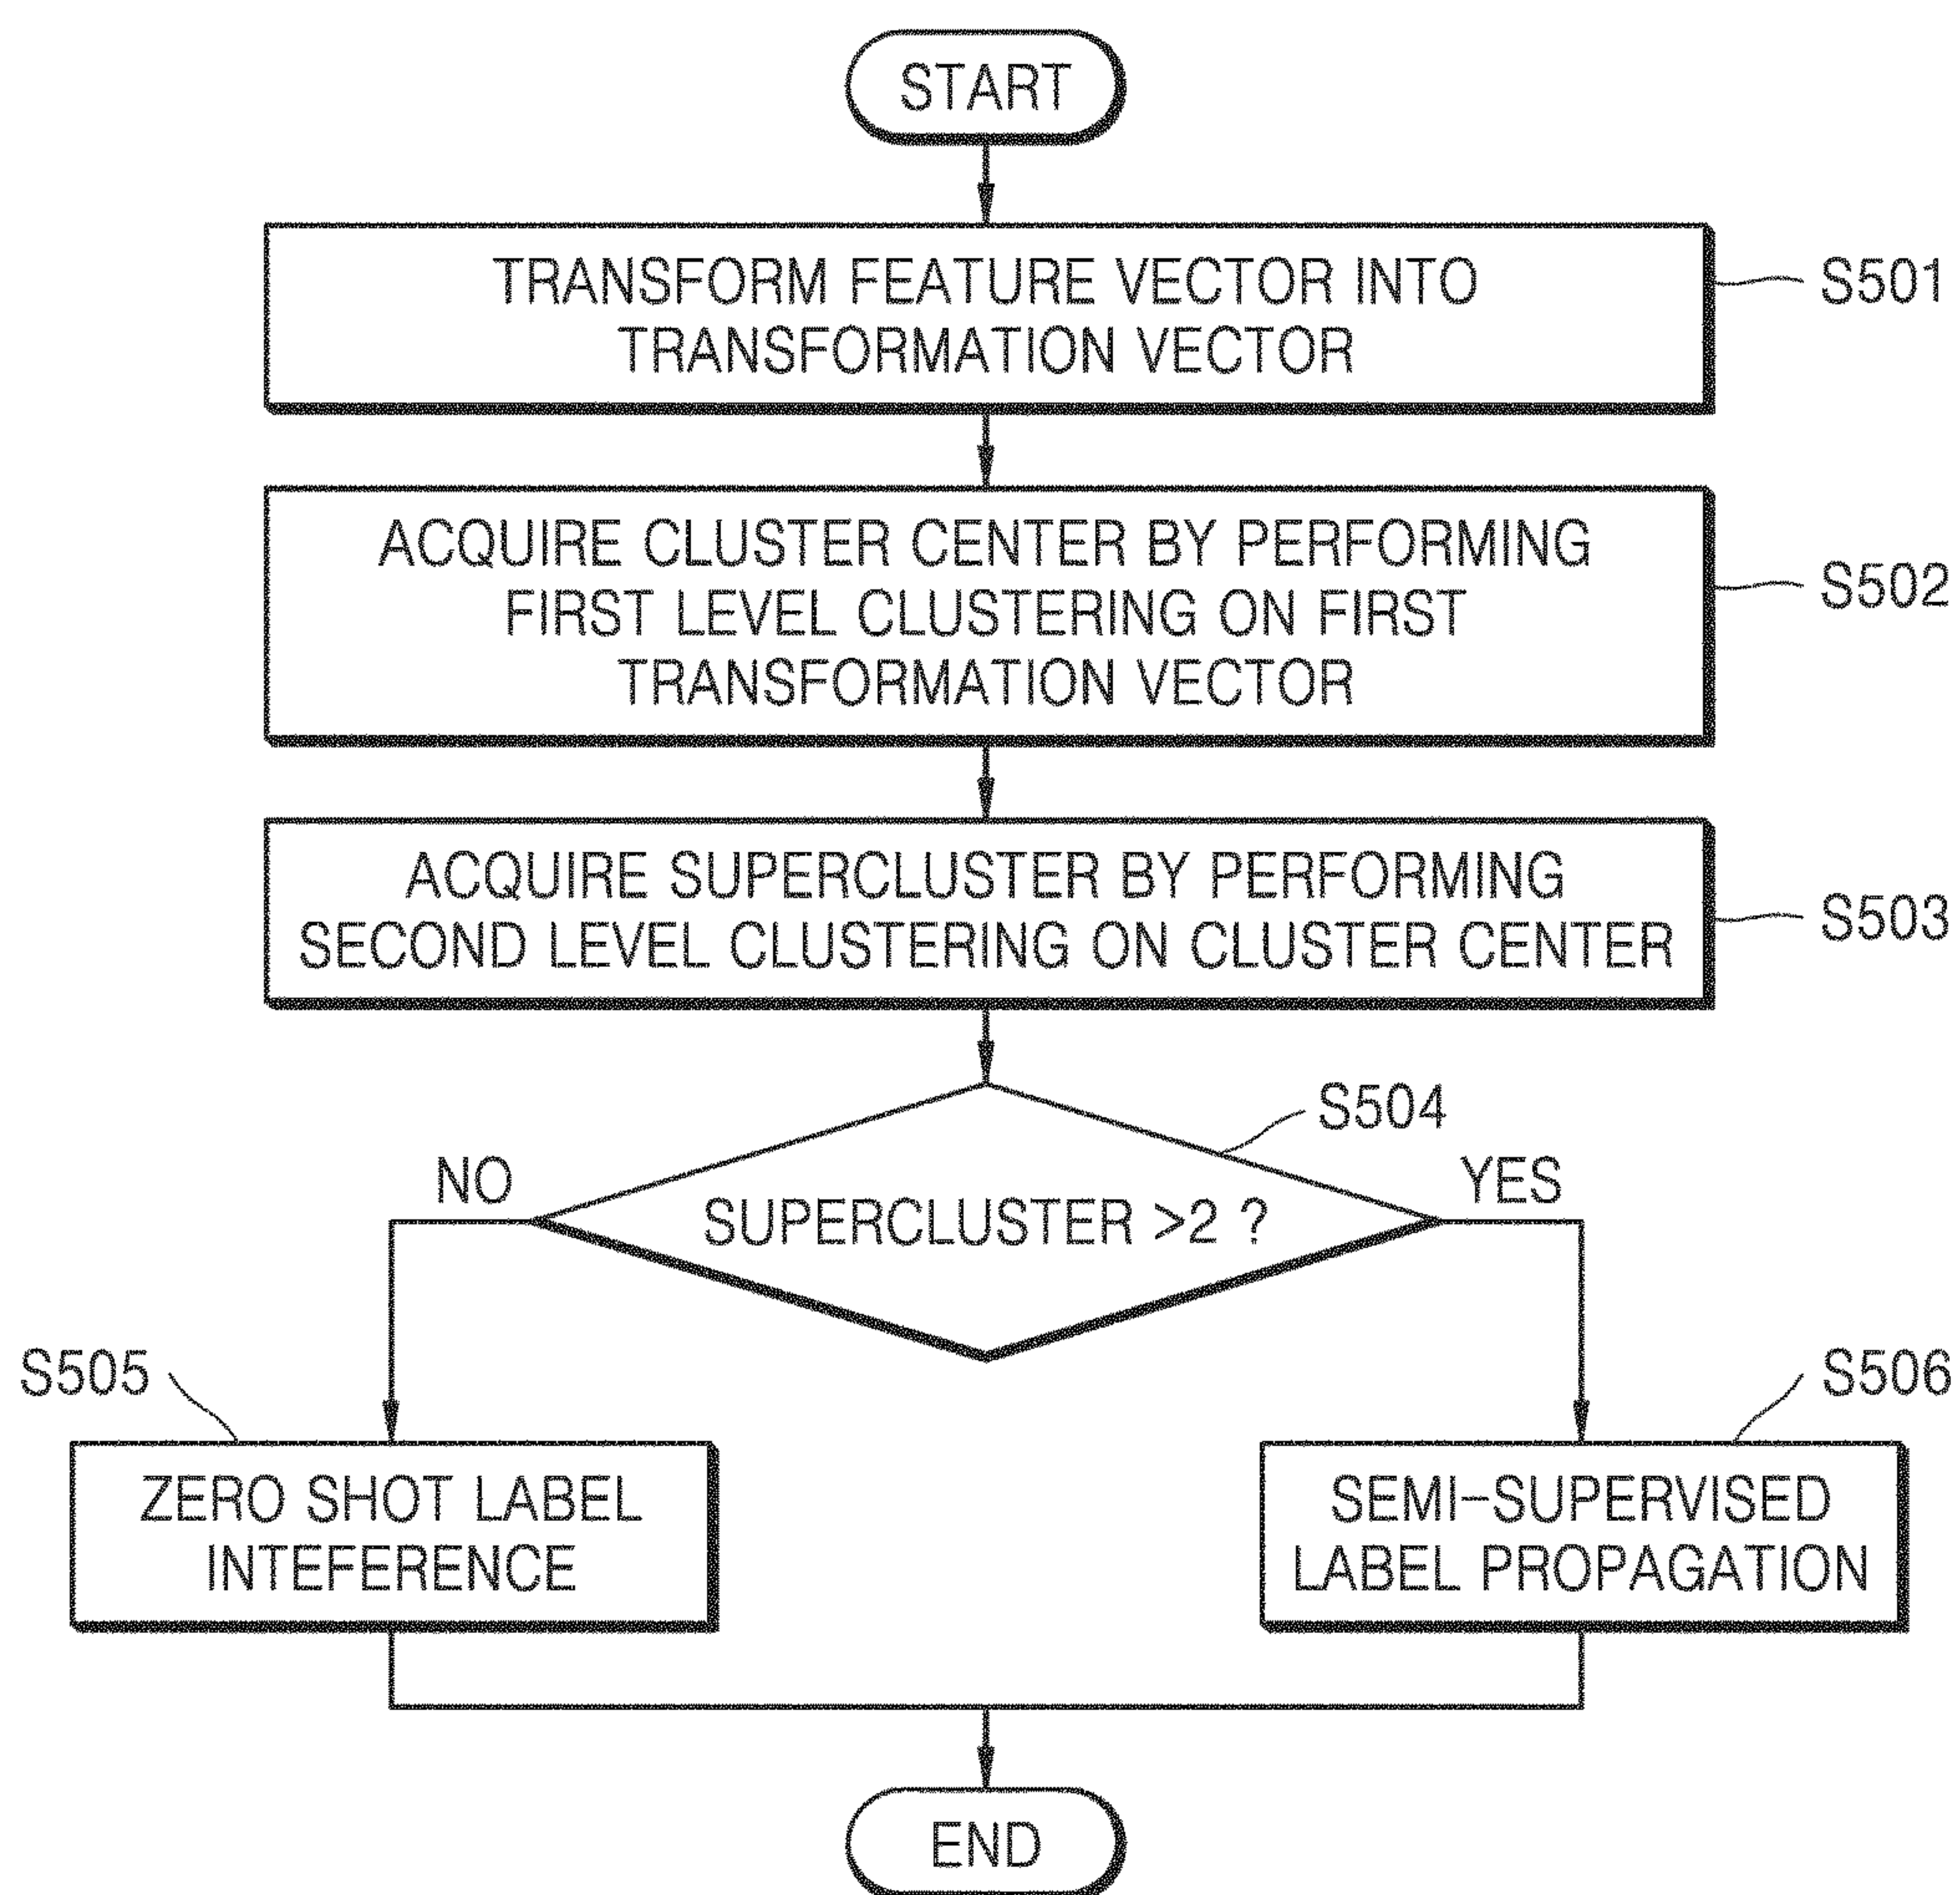 START
TRANSFORM FEATURE VECTOR INTO
TRANSFORMATION VECTOR
S501
ACQUIRE CLUSTER CENTER BY PERFORMING
FIRST LEVEL CLUSTERING ON FIRST
TRANSFORMATION VECTOR
S502
ACQUIRE SUPERCLUSTER BY PERFORMING
SECOND LEVEL CLUSTERING ON CLUSTER CENTER
S503
S504
NO
SUPERCLUSTER >2 ?
YES
S505
ZERO SHOT LABEL
INTEFERENCE
S506
SEMI-SUPERVISED
LABEL PROPAGATION
END